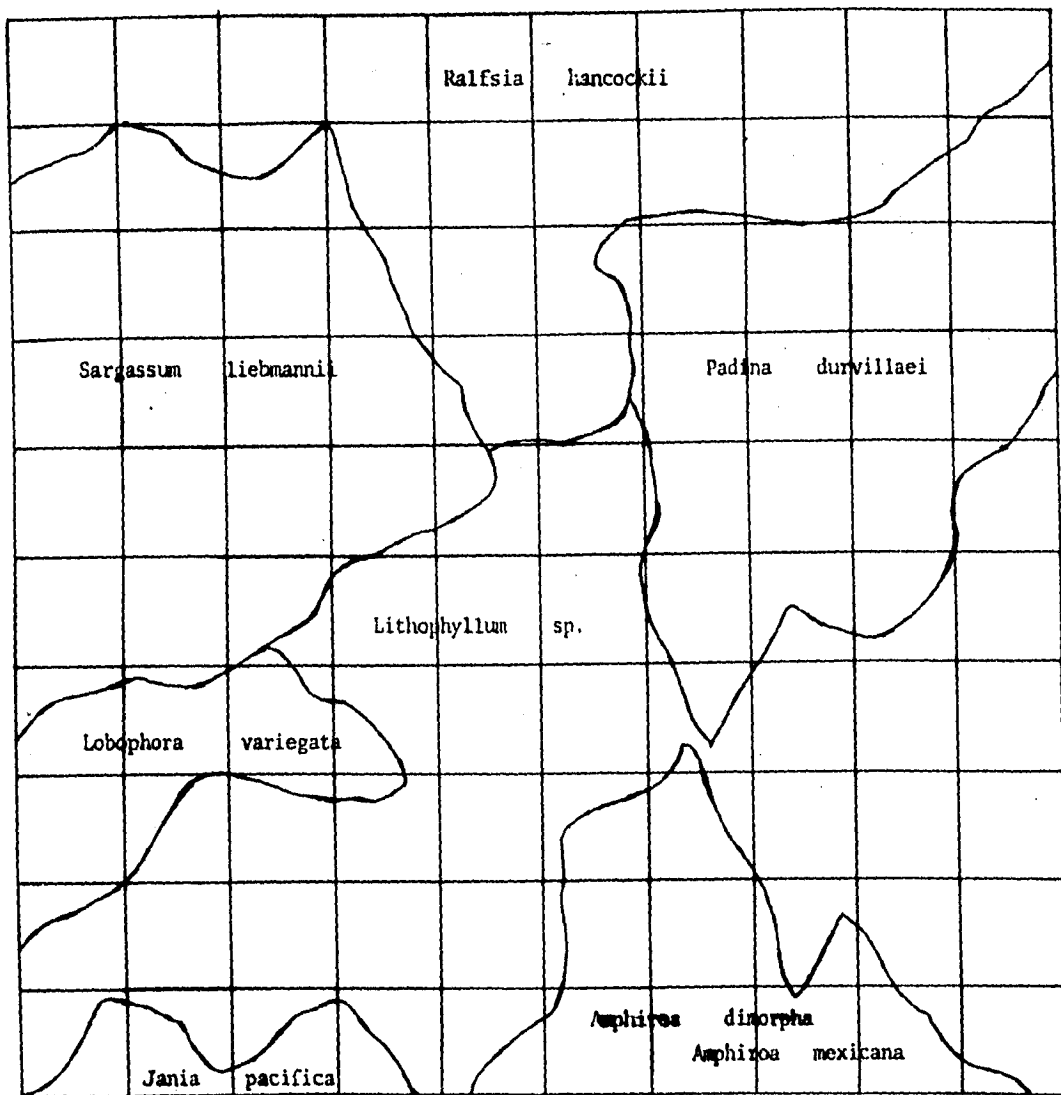 Ralfsia hancockii
Sargassum liebmannii
Padina durvillaei
Lithophyllum sp.
Lobophora variegata
Amphiroa dimorpha
Amphiroa mexicana
Jania pacifica